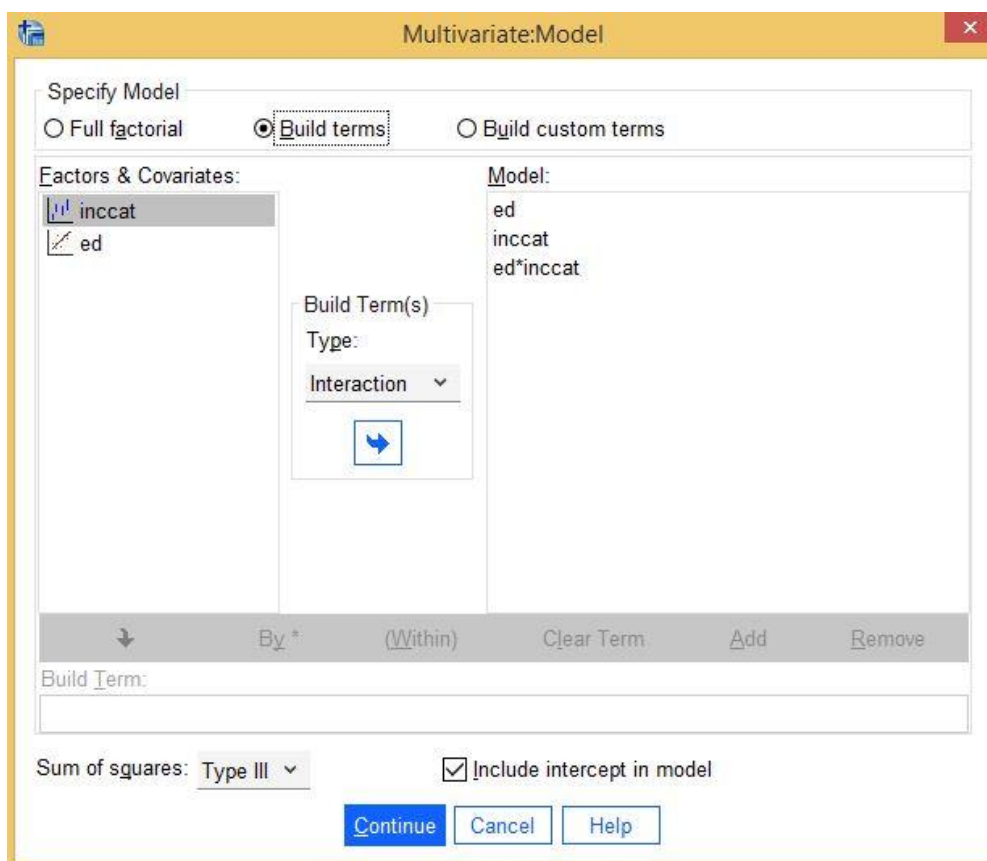 Multivariate:Model
Specify Model
Full factorial Build terms Build custom terms
Factors & Covariates:
inccat
ed
Build Term(s)
Type:
Interaction
Model:
ed
inccat
ed*inccat
By * (Within) Clear Term Add Remove
Build Term:
Sum of squares: Type III Include intercept in model
Continue Cancel Help